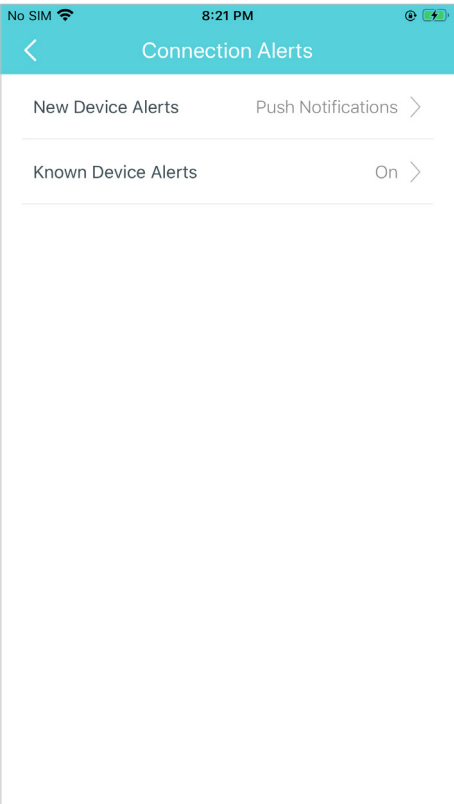 No SIM 8:21 PM
Connection Alerts
New Device Alerts Push Notifications
Known Device Alerts On